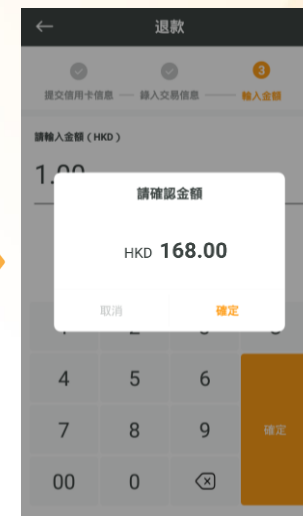 退款
3
提交信用卡信息 錄入交易信息 輸入金額
請輸入金額 ( HKD )
1.00
請確認金額
HKD 168.00
取消 確定
4 5 6
7 8 9 確定
00 0